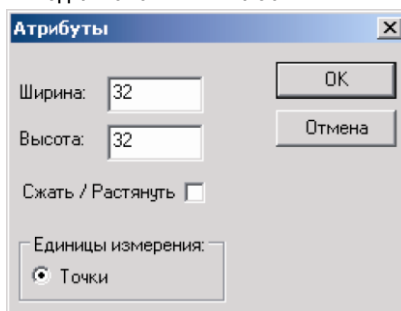 Атрибуты
Ширина: 32
OK
Высота: 32
Отмена
Сжать / Растянуть
Единицы измерения:
Точки